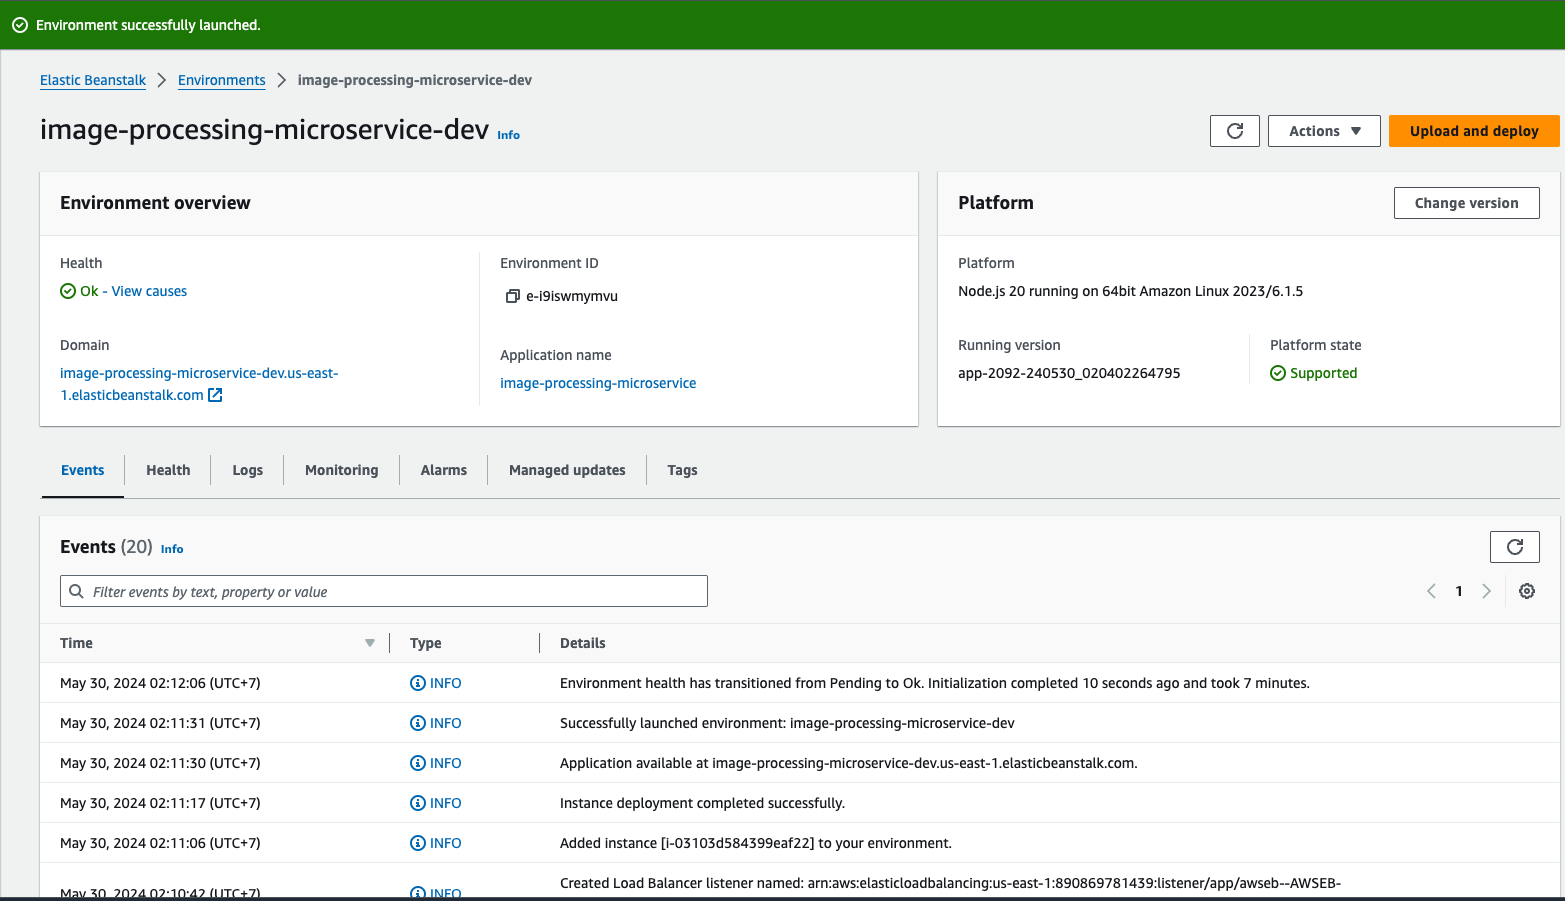 Environment successfully launched.
Elastic Beanstalk > Environments > image-processing-microservice-dev
image-processing-microservice-dev Info
Actions
Upload and deploy
Environment overview
Health
Ok - View causes
Domain
image-processing-microservice-dev.us-east-
1.elasticbeanstalk.com
Environment ID
e-i9iswmymvu
Application name
image-processing-microservice
Platform
Change version
Platform
Node.js 20 running on 64bit Amazon Linux 2023/6.1.5
Running version
app-2092-240530_020402264795
Platform state
Supported
Events Health Logs Monitoring Alarms Managed updates Tags
Events (20) Info
Filter events by text, property or value
1
Time Type Details
May 30, 2024 02:12:06 (UTC+7) INFO Environment health has transitioned from Pending to Ok. Initialization completed 10 seconds ago and took 7 minutes.
May 30, 2024 02:11:31 (UTC+7) INFO Successfully launched environment: image-processing-microservice-dev
May 30, 2024 02:11:30 (UTC+7) INFO Application available at image-processing-microservice-dev.us-east-1.elasticbeanstalk.com.
May 30, 2024 02:11:17 (UTC+7) INFO Instance deployment completed successfully.
May 30, 2024 02:11:06 (UTC+7) INFO Added instance [i-03103d584399eaf22] to your environment.
Created Load Balancer listener named: arn:aws:elasticloadbalancing:us-east-1:890869781439:listener/app/awseb--AWSEB-
May 30, 2024 02:10:42 (UTC+7) INFO